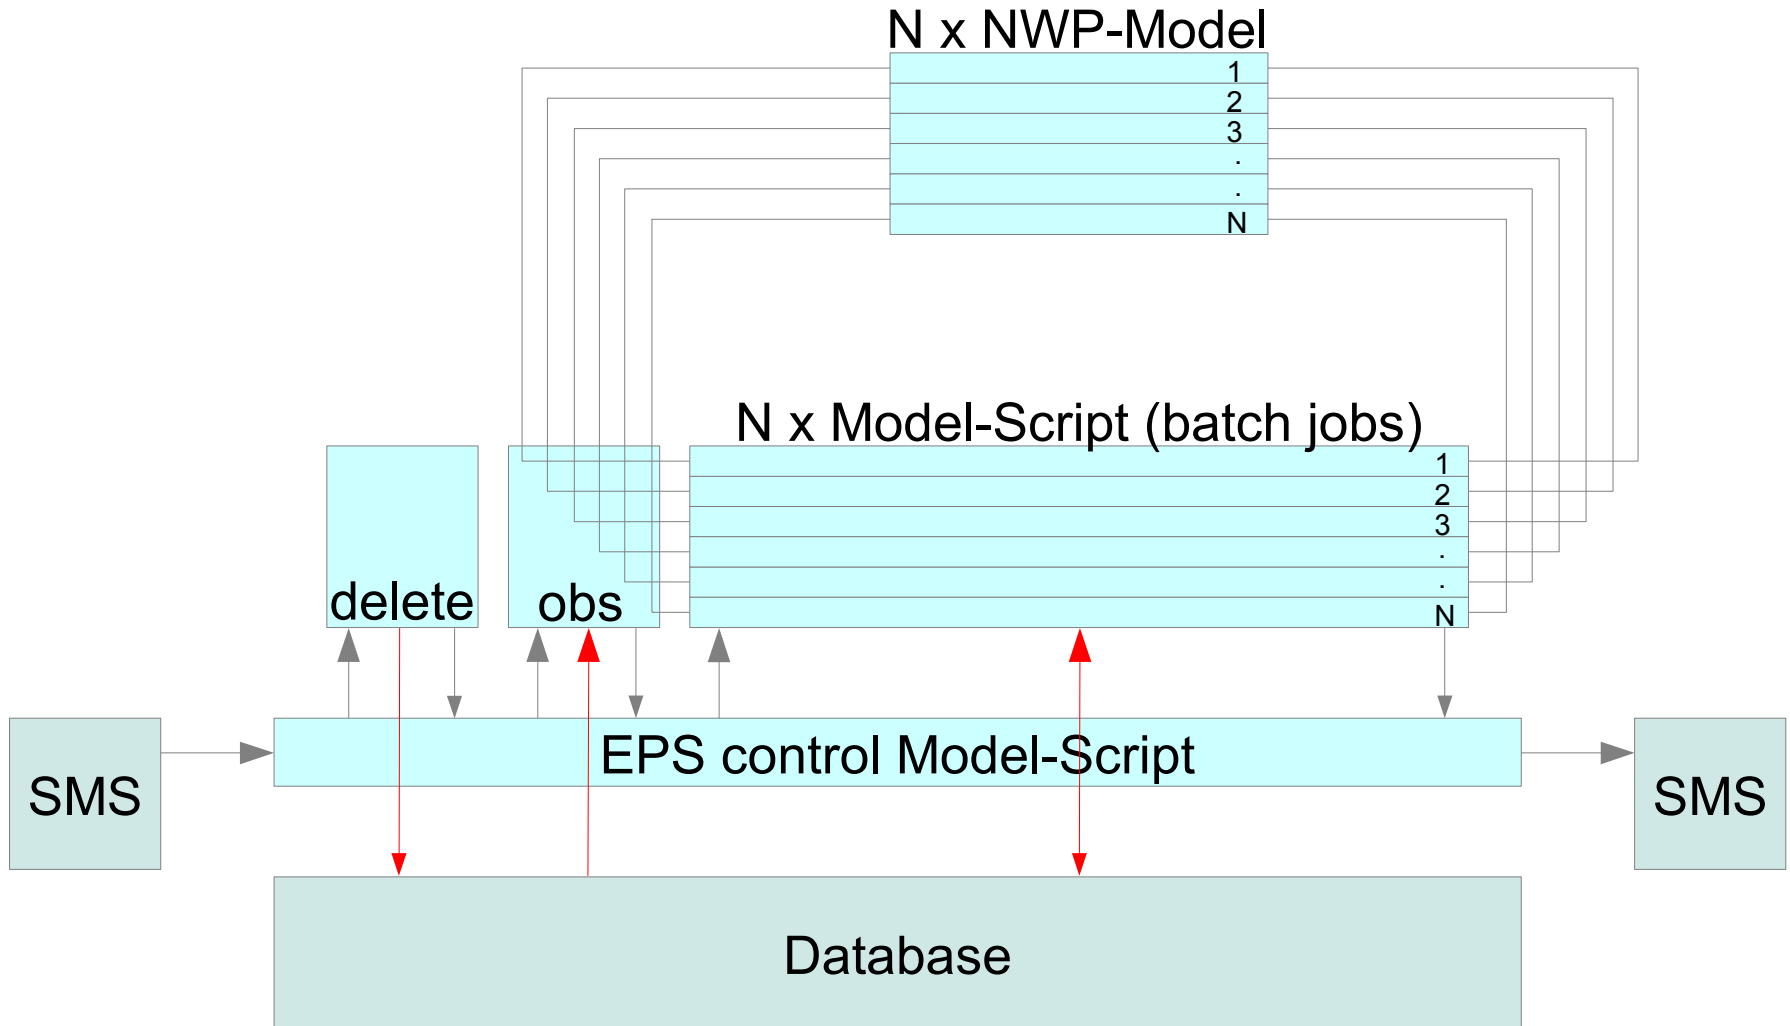 N x NWP-Model
1
2
3
.
.
N
N x Model-Script (batch jobs)
1
2
3
.
.
N
delete
obs
EPS control Model-Script
SMS
SMS
Database